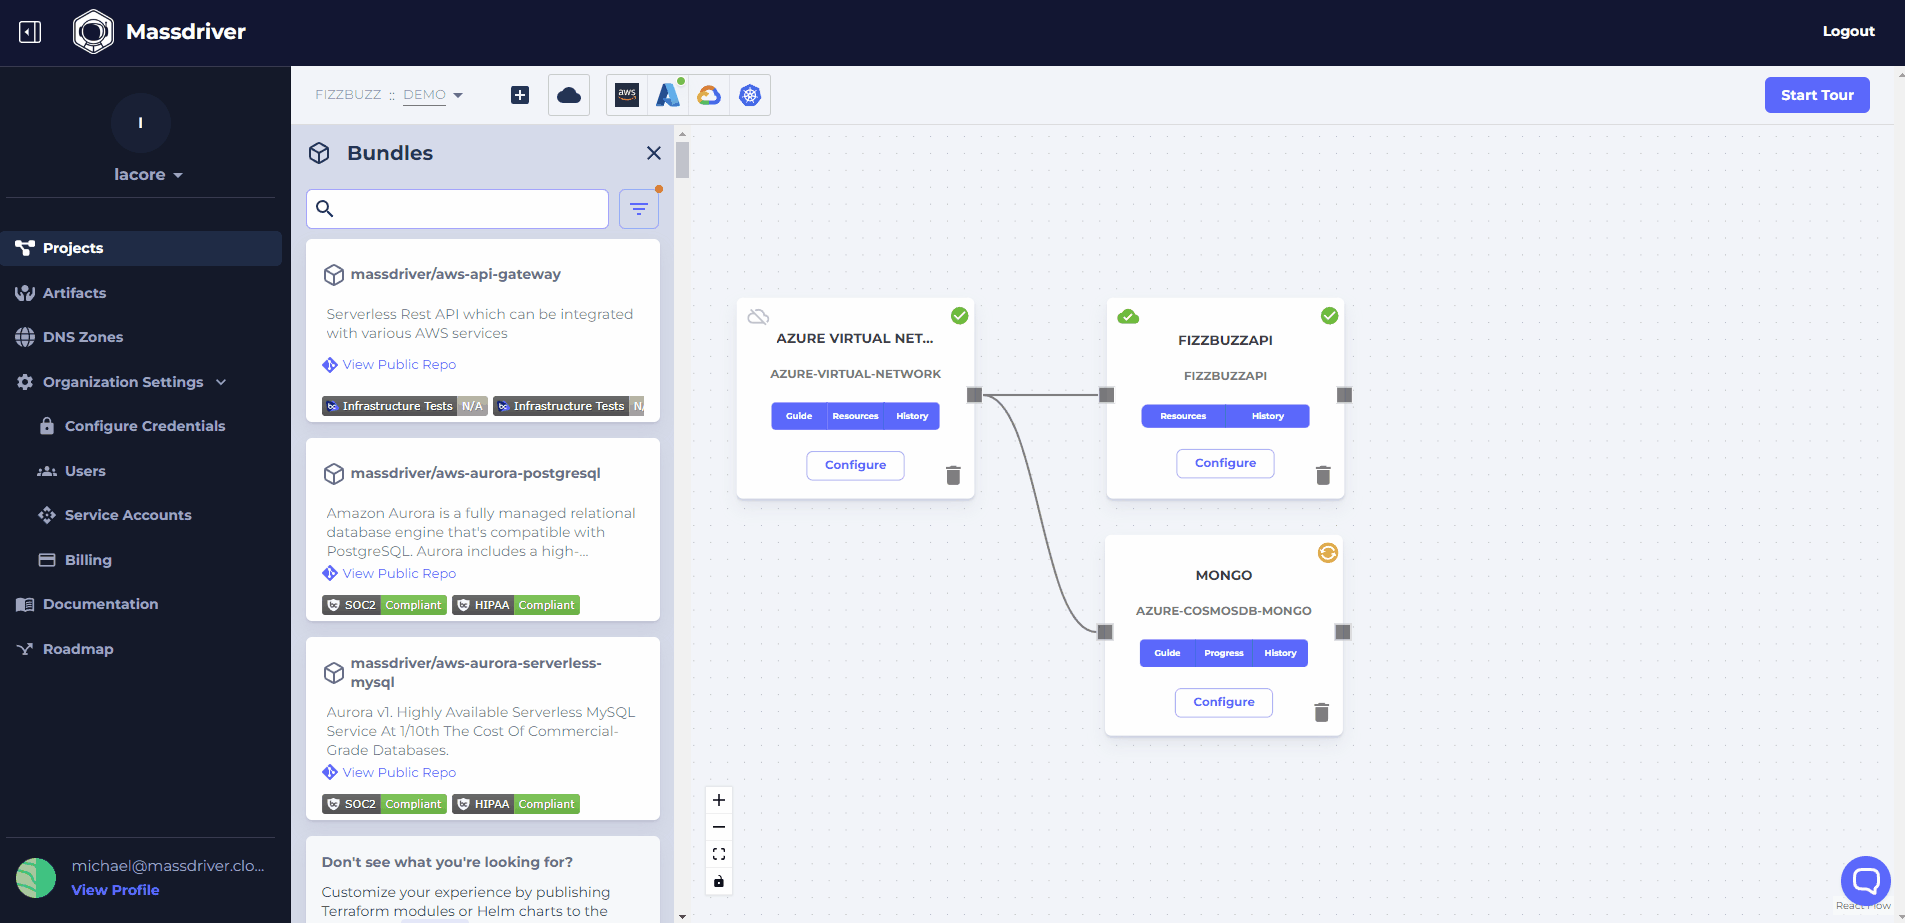 Massdriver
Logout
I
lacore
Projects
Artifacts
DNS Zones
Organization Settings
Configure Credentials
Users
Service Accounts
Billing
Documentation
Roadmap
michael@massdriver.clo...
View Profile
FIZZBUZZ :: DEMO
aws
Start Tour
Bundles
massdriver/aws-api-gateway
Serverless Rest API which can be integrated
with various AWS services
View Public Repo
bc Infrastructure Tests N/A bc Infrastructure Tests N/
massdriver/aws-aurora-postgresql
Amazon Aurora is a fully managed relational
database engine that's compatible with
PostgreSQL. Aurora includes a high-...
View Public Repo
bc SOC2 Compliant bc HIPAA Compliant
massdriver/aws-aurora-serverless-
mysql
Aurora v1. Highly Available Serverless MySQL
Service At 1/10th The Cost Of Commercial-
Grade Databases.
View Public Repo
bc SOC2 Compliant bc HIPAA Compliant
Don't see what you're looking for?
Customize your experience by publishing
Terraform modules or Helm charts to the
AZURE VIRTUAL NET...
AZURE-VIRTUAL-NETWORK
Guide Resources History
Configure
FIZZBUZZAPI
FIZZBUZZAPI
Resources History
Configure
MONGO
AZURE-COSMOSDB-MONGO
Guide Progress History
Configure
React Flow